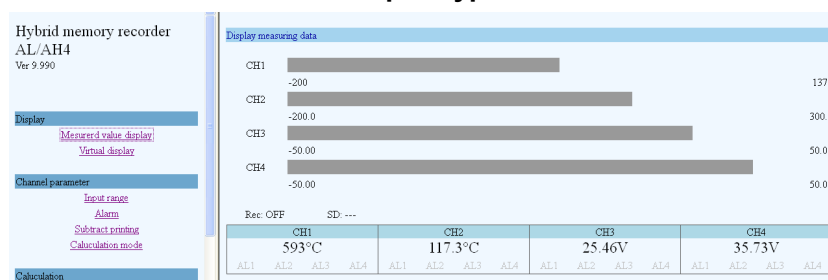 Hybrid memory recorder
AL/AH4
Ver 9.990
Display
Mesurerd value display
Virtual display
Channel parameter
Input range
Alarm
Subtract printing
Caluculation mode
Caluculation
Display measuring data
CH1
-200 137
CH2
-200.0 300.
CH3
-50.00 50.0
CH4
-50.00 50.0
Rec: OFF SD: ---
CH1 CH2 CH3 CH4
593°C 117.3°C 25.46V 35.73V
AL1 AL2 AL3 AL4 AL1 AL2 AL3 AL4 AL1 AL2 AL3 AL4 AL1 AL2 AL3 AL4